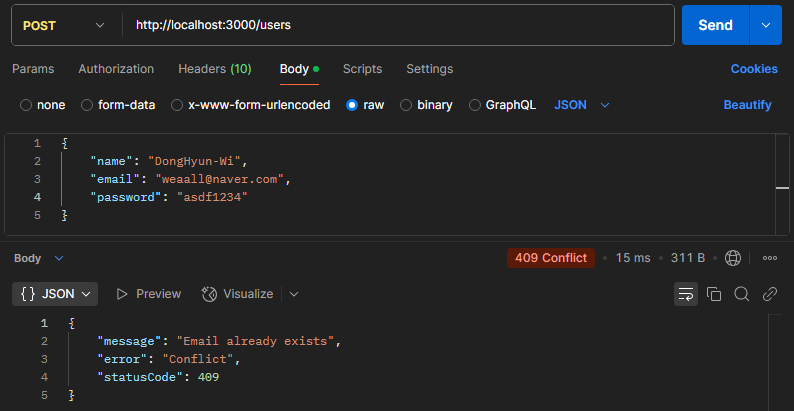 POST http://localhost:3000/users Send
Params Authorization Headers (10) Body Scripts Settings Cookies
none form-data x-www-form-urlencoded raw binary GraphQL JSON Beautify
1 {
2 "name": "DongHyun-Wi",
3 "email": "weaall@naver.com",
4 "password": "asdf1234"
5 }
Body 409 Conflict • 15 ms • 311 B
{} JSON Preview Visualize
1 {
2 "message": "Email already exists",
3 "error": "Conflict",
4 "statusCode": 409
5 }